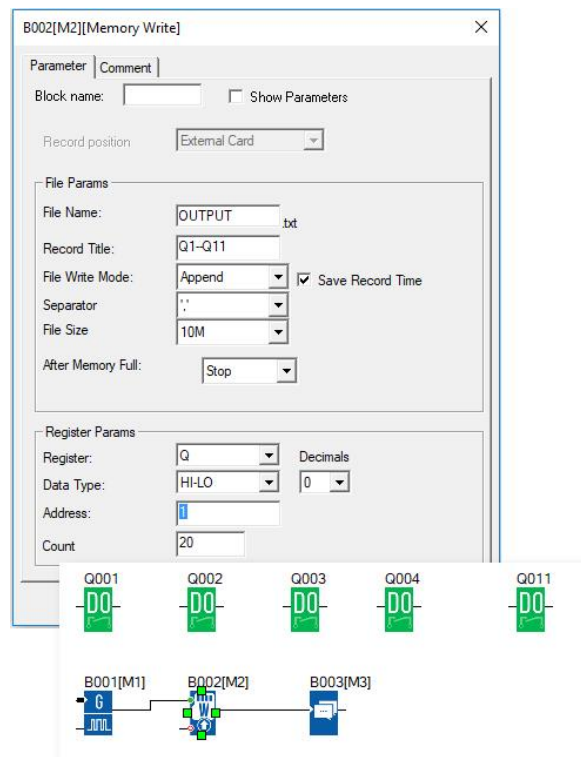 B002[M2][Memory Write]
Parameter Comment
Block name: Show Parameters
Record position External Card
File Params
File Name: OUTPUT .txt
Record Title: Q1--Q11
File Write Mode: Append Save Record Time
Separator ','
File Size 10M
After Memory Full: Stop
Register Params
Register: Q Decimals
Data Type: HI-LO 0
Address: 1
Count 20
Q001 Q002 Q003 Q004 Q011
DO DO DO DO DO
B001[M1] B002[M2] B003[M3]
G W